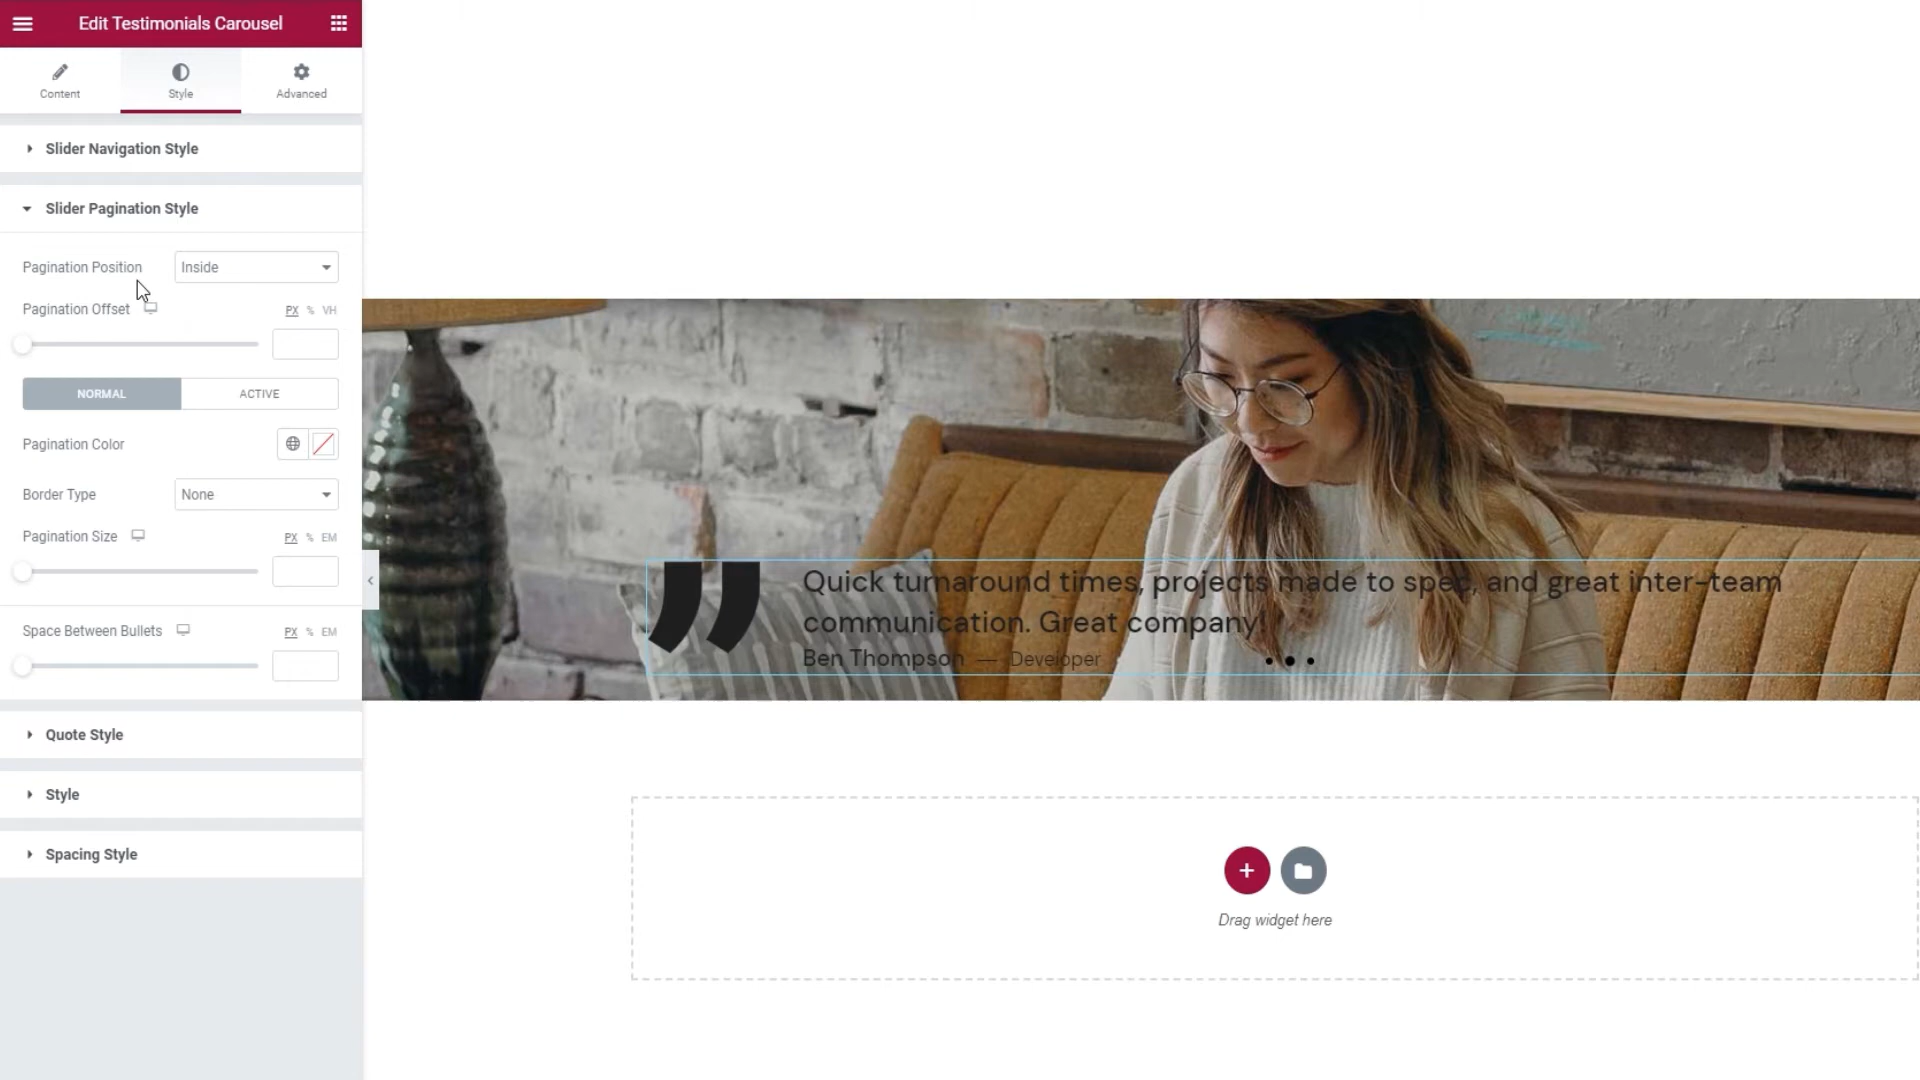 Edit Testimonials Carousel
Content
Style
Advanced
Slider Navigation Style
Slider Pagination Style
Pagination Position
Inside
Pagination Offset
PX % VH
NORMAL
ACTIVE
Pagination Color
Border Type
None
Pagination Size
PX % EM
Space Between Bullets
PX % EM
Quote Style
Style
Spacing Style
Quick turnaround times, projects made to spec, and great inter-team
communication. Great company!
Ben Thompson — Developer
Drag widget here